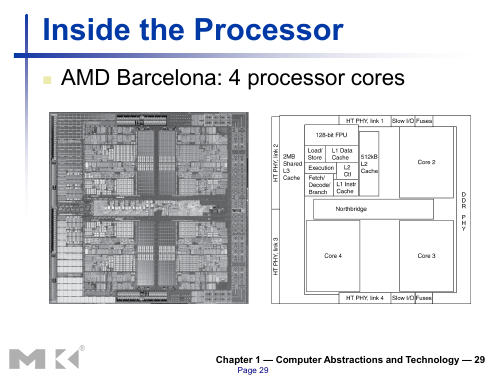 Inside the Processor
AMD Barcelona: 4 processor cores
HT PHY, link 1
Slow I/O
Fuses
HT PHY, link 2
2MB
Shared
L3
Cache
128-bit FPU
Load/
Store
L1 Data
Cache
Execution
L2
Ctl
Fetch/
Decode/
Branch
L1 Instr
Cache
512kB
L2
Cache
Core 2
Northbridge
DDR PHY
HT PHY, link 3
Core 4
Core 3
HT PHY, link 4
Slow I/O
Fuses
MK®
Chapter 1 — Computer Abstractions and Technology — 29
Page 29